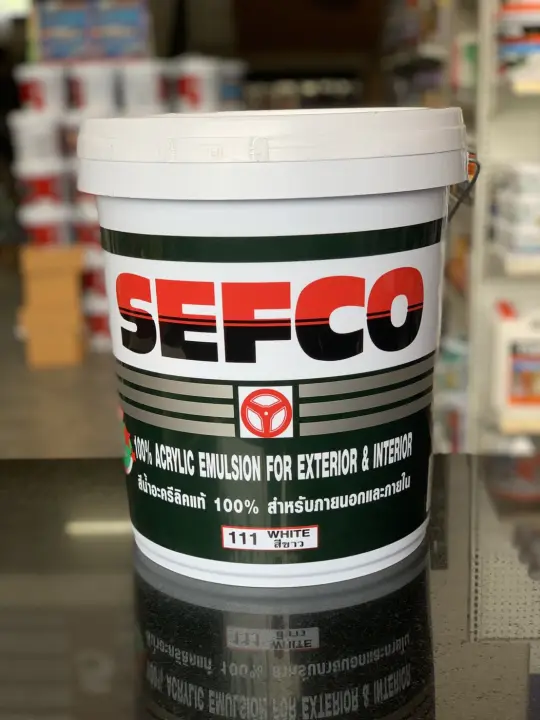 SEFCO
100% ACRYLIC EMULSION FOR EXTERIOR & INTERIOR
สีน้ำอะครีลิคแท้ 100% สำหรับภายนอกและภายใน
111 WHITE
สีขาว